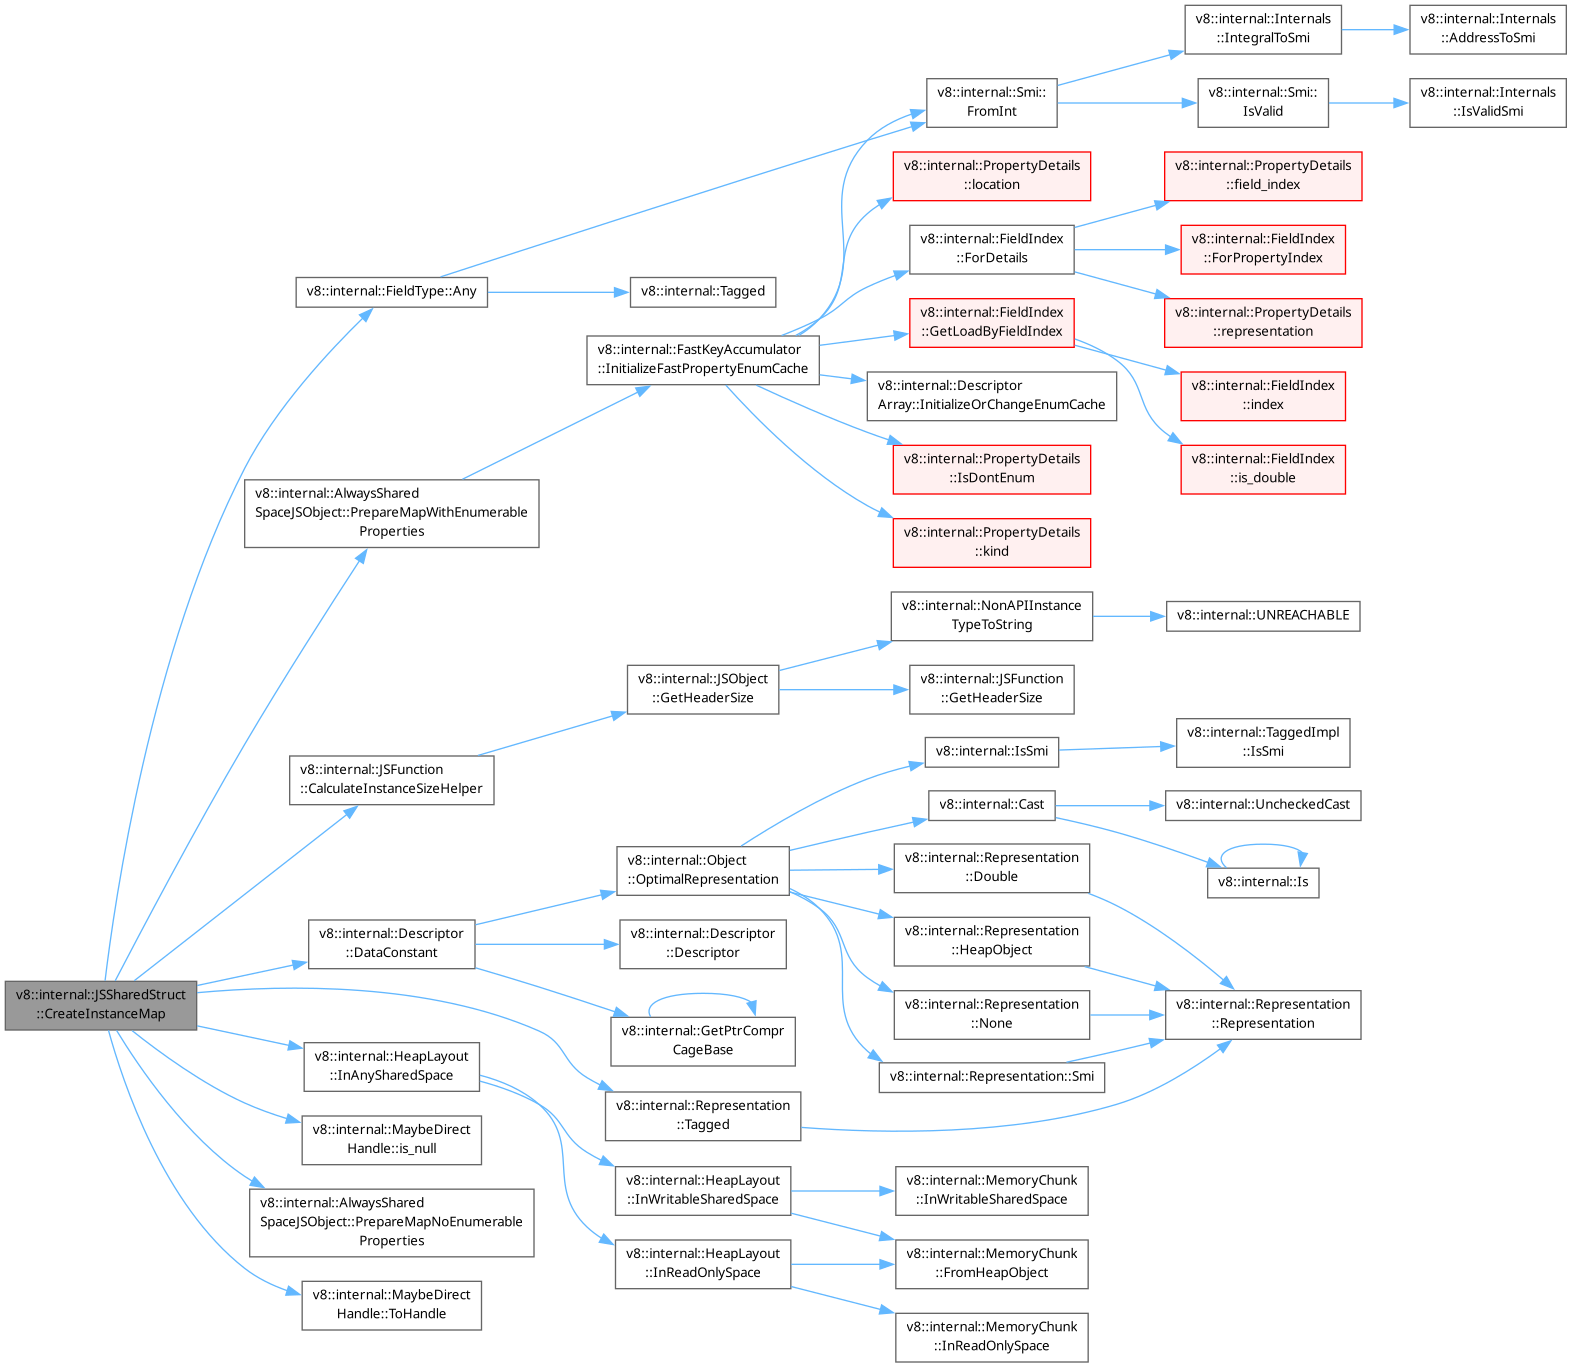 v8::internal::JSSharedStruct
::CreateInstanceMap
v8::internal::FieldType::Any
v8::internal::AlwaysShared
SpaceJSObject::PrepareMapWithEnumerable
Properties
v8::internal::JSFunction
::CalculateInstanceSizeHelper
v8::internal::Descriptor
::DataConstant
v8::internal::HeapLayout
::InAnySharedSpace
v8::internal::MaybeDirect
Handle::is_null
v8::internal::AlwaysShared
SpaceJSObject::PrepareMapNoEnumerable
Properties
v8::internal::MaybeDirect
Handle::ToHandle
v8::internal::Tagged
v8::internal::FastKeyAccumulator
::InitializeFastPropertyEnumCache
v8::internal::JSObject
::GetHeaderSize
v8::internal::Object
::OptimalRepresentation
v8::internal::Descriptor
::Descriptor
v8::internal::GetPtrCompr
CageBase
v8::internal::Representation
::Tagged
v8::internal::HeapLayout
::InWritableSharedSpace
v8::internal::HeapLayout
::InReadOnlySpace
v8::internal::Smi::
FromInt
v8::internal::PropertyDetails
::location
v8::internal::FieldIndex
::ForDetails
v8::internal::FieldIndex
::GetLoadByFieldIndex
v8::internal::Descriptor
Array::InitializeOrChangeEnumCache
v8::internal::PropertyDetails
::IsDontEnum
v8::internal::PropertyDetails
::kind
v8::internal::NonAPIInstance
TypeToString
v8::internal::JSFunction
::GetHeaderSize
v8::internal::IsSmi
v8::internal::Cast
v8::internal::Representation
::Double
v8::internal::Representation
::HeapObject
v8::internal::Representation
::None
v8::internal::Representation::Smi
v8::internal::MemoryChunk
::InWritableSharedSpace
v8::internal::MemoryChunk
::FromHeapObject
v8::internal::MemoryChunk
::InReadOnlySpace
v8::internal::Internals
::IntegralToSmi
v8::internal::Smi::
IsValid
v8::internal::PropertyDetails
::field_index
v8::internal::FieldIndex
::ForPropertyIndex
v8::internal::PropertyDetails
::representation
v8::internal::FieldIndex
::index
v8::internal::FieldIndex
::is_double
v8::internal::UNREACHABLE
v8::internal::TaggedImpl
::IsSmi
v8::internal::UncheckedCast
v8::internal::Is
v8::internal::Representation
::Representation
v8::internal::Internals
::AddressToSmi
v8::internal::Internals
::IsValidSmi